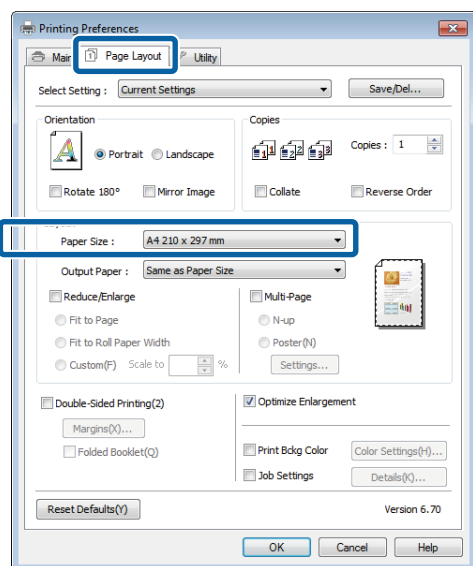 Printing Preferences
Main Page Layout Utility
Select Setting : Current Settings Save/Del...
Orientation Copies
Portrait Landscape Copies : 1
Rotate 180° Mirror Image Collate Reverse Order
Paper Size : A4 210 x 297 mm
Output Paper : Same as Paper Size
Reduce/Enlarge Multi-Page
Fit to Page N-up
Fit to Roll Paper Width Poster(N)
Custom(F) Scale to % Settings...
Double-Sided Printing(2) Optimize Enlargement
Margins(X)...
Folded Booklet(Q) Print Bckg Color Color Settings(H)...
Job Settings Details(K)...
Reset Defaults(Y) Version 6.70
OK Cancel Help